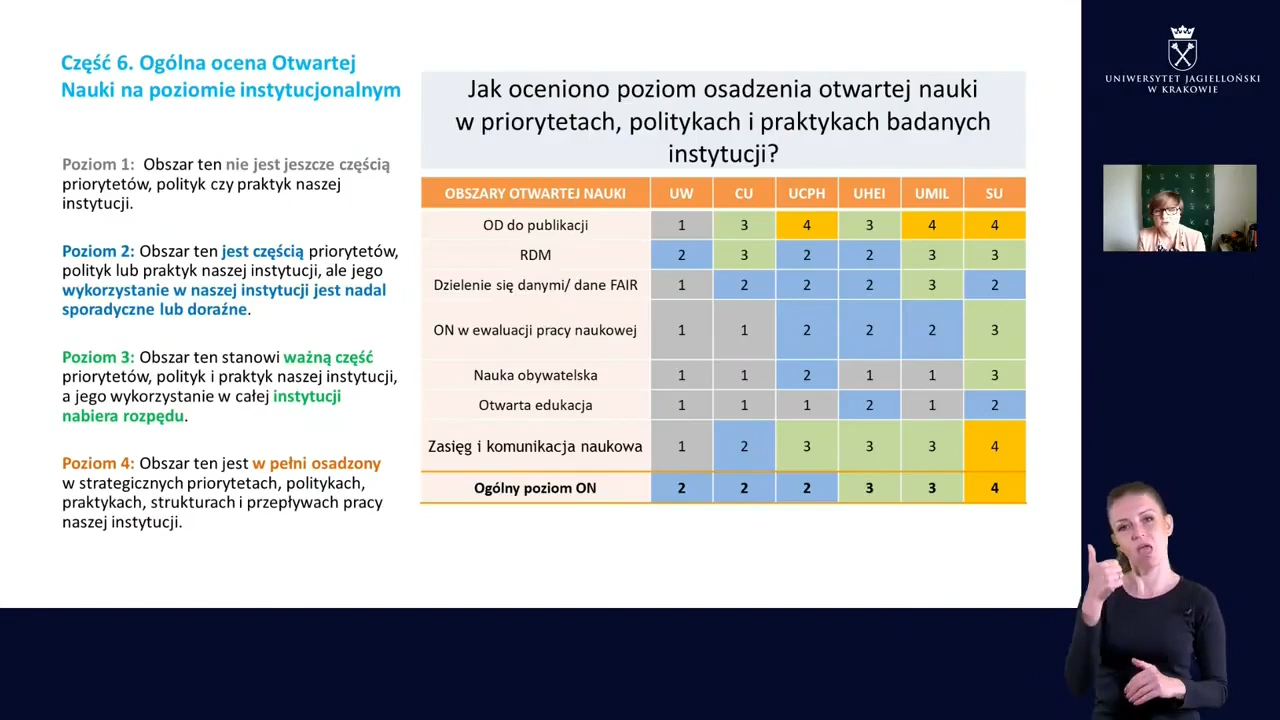 Część 6. Ogólna ocena Otwartej
Nauki na poziomie instytucjonalnym
Poziom 1: Obszar ten nie jest jeszcze częścią
priorytetów, polityk czy praktyk naszej
instytucji.
Poziom 2: Obszar ten jest częścią priorytetów,
polityk lub praktyk naszej instytucji, ale jego
wykorzystanie w naszej instytucji jest nadal
sporadyczne lub doraźne.
Poziom 3: Obszar ten stanowi ważną część
priorytetów, polityk i praktyk naszej instytucji,
a jego wykorzystanie w całej instytucji
nabiera rozpędu.
Poziom 4: Obszar ten jest w pełni osadzony
w strategicznych priorytetach, politykach,
praktykach, strukturach i przepływach pracy
naszej instytucji.
Jak oceniono poziom osadzenia otwartej nauki
w priorytetach, politykach i praktykach badanych
instytucji?
OBSZARY OTWARTEJ NAUKI UW CU UCPH UHEI UMIL SU
OD do publikacji 1 3 4 3 4 4
RDM 2 3 2 2 3 3
Dzielenie się danymi/ dane FAIR 1 2 2 2 3 2
ON w ewaluacji pracy naukowej 1 1 2 2 2 3
Nauka obywatelska 1 1 2 1 1 3
Otwarta edukacja 1 1 1 2 1 2
Zasięg i komunikacja naukowa 1 2 3 3 3 4
Ogólny poziom ON 2 2 2 3 3 4
UNIWERSYTET JAGIELLOŃSKI
W KRAKOWIE